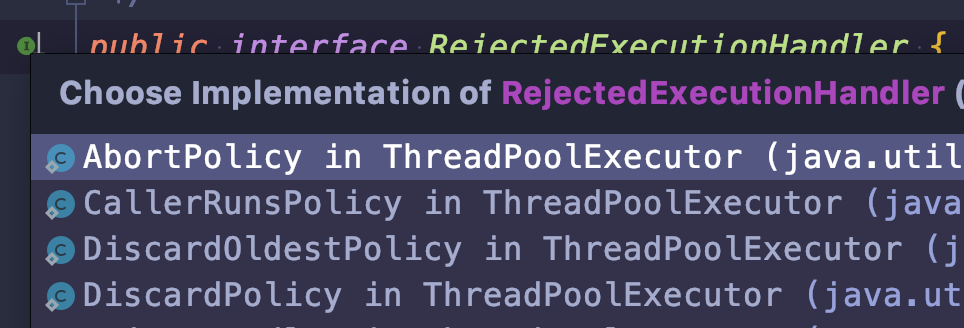 */
public interface RejectedExecutionHandler {
Choose Implementation of RejectedExecutionHandler (
AbortPolicy in ThreadPoolExecutor (java.util
CallerRunsPolicy in ThreadPoolExecutor (java
DiscardOldestPolicy in ThreadPoolExecutor (j
DiscardPolicy in ThreadPoolExecutor (java.ut